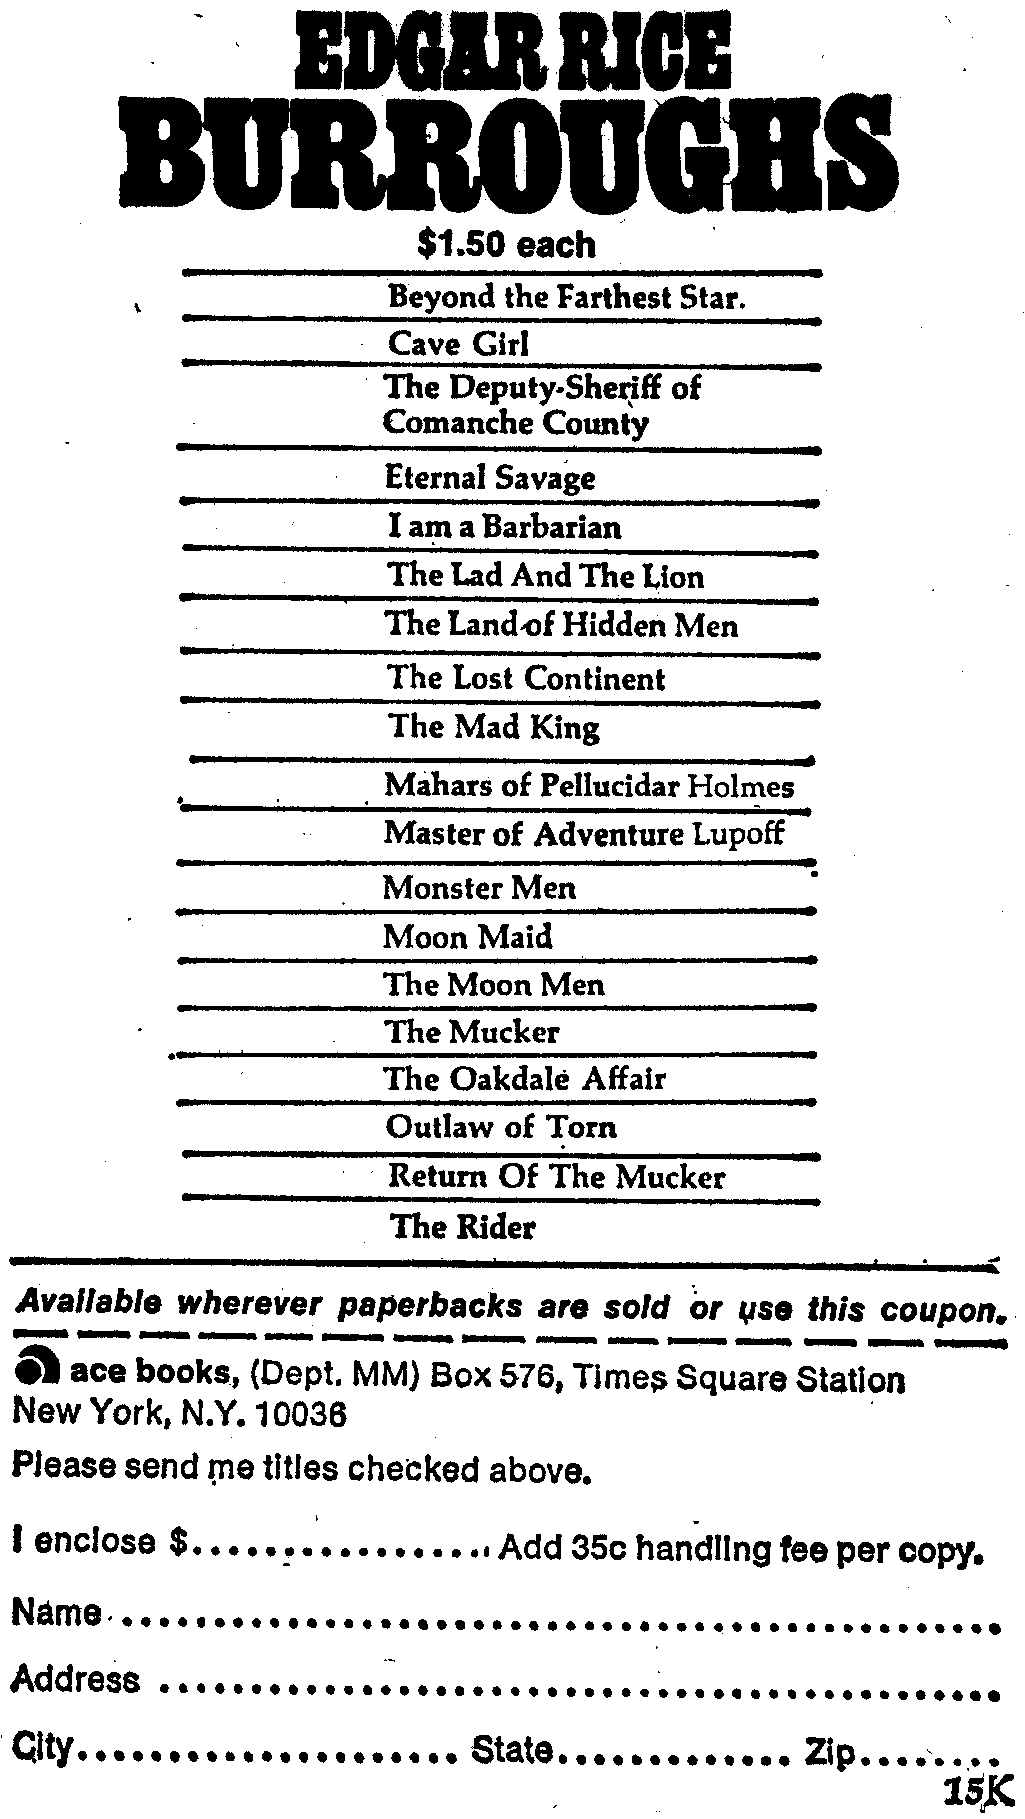 EDGAR RICE
BURROUGHS
$1.50 each
Beyond the Farthest Star.
Cave Girl
The Deputy-Sheriff of
Comanche County
Eternal Savage
I am a Barbarian
The Lad And The Lion
The Land of Hidden Men
The Lost Continent
The Mad King
Mahars of Pellucidar Holmes
Master of Adventure Lupoff
Monster Men
Moon Maid
The Moon Men
The Mucker
The Oakdale Affair
Outlaw of Torn
Return Of The Mucker
The Rider
Available wherever paperbacks are sold or use this coupon.
ace books, (Dept. MM) Box 576, Times Square Station
New York, N.Y. 10036
Please send me titles checked above.
I enclose $.................. Add 35c handling fee per copy.
Name................................................
Address..............................................
City..................... State............. Zip........
15K